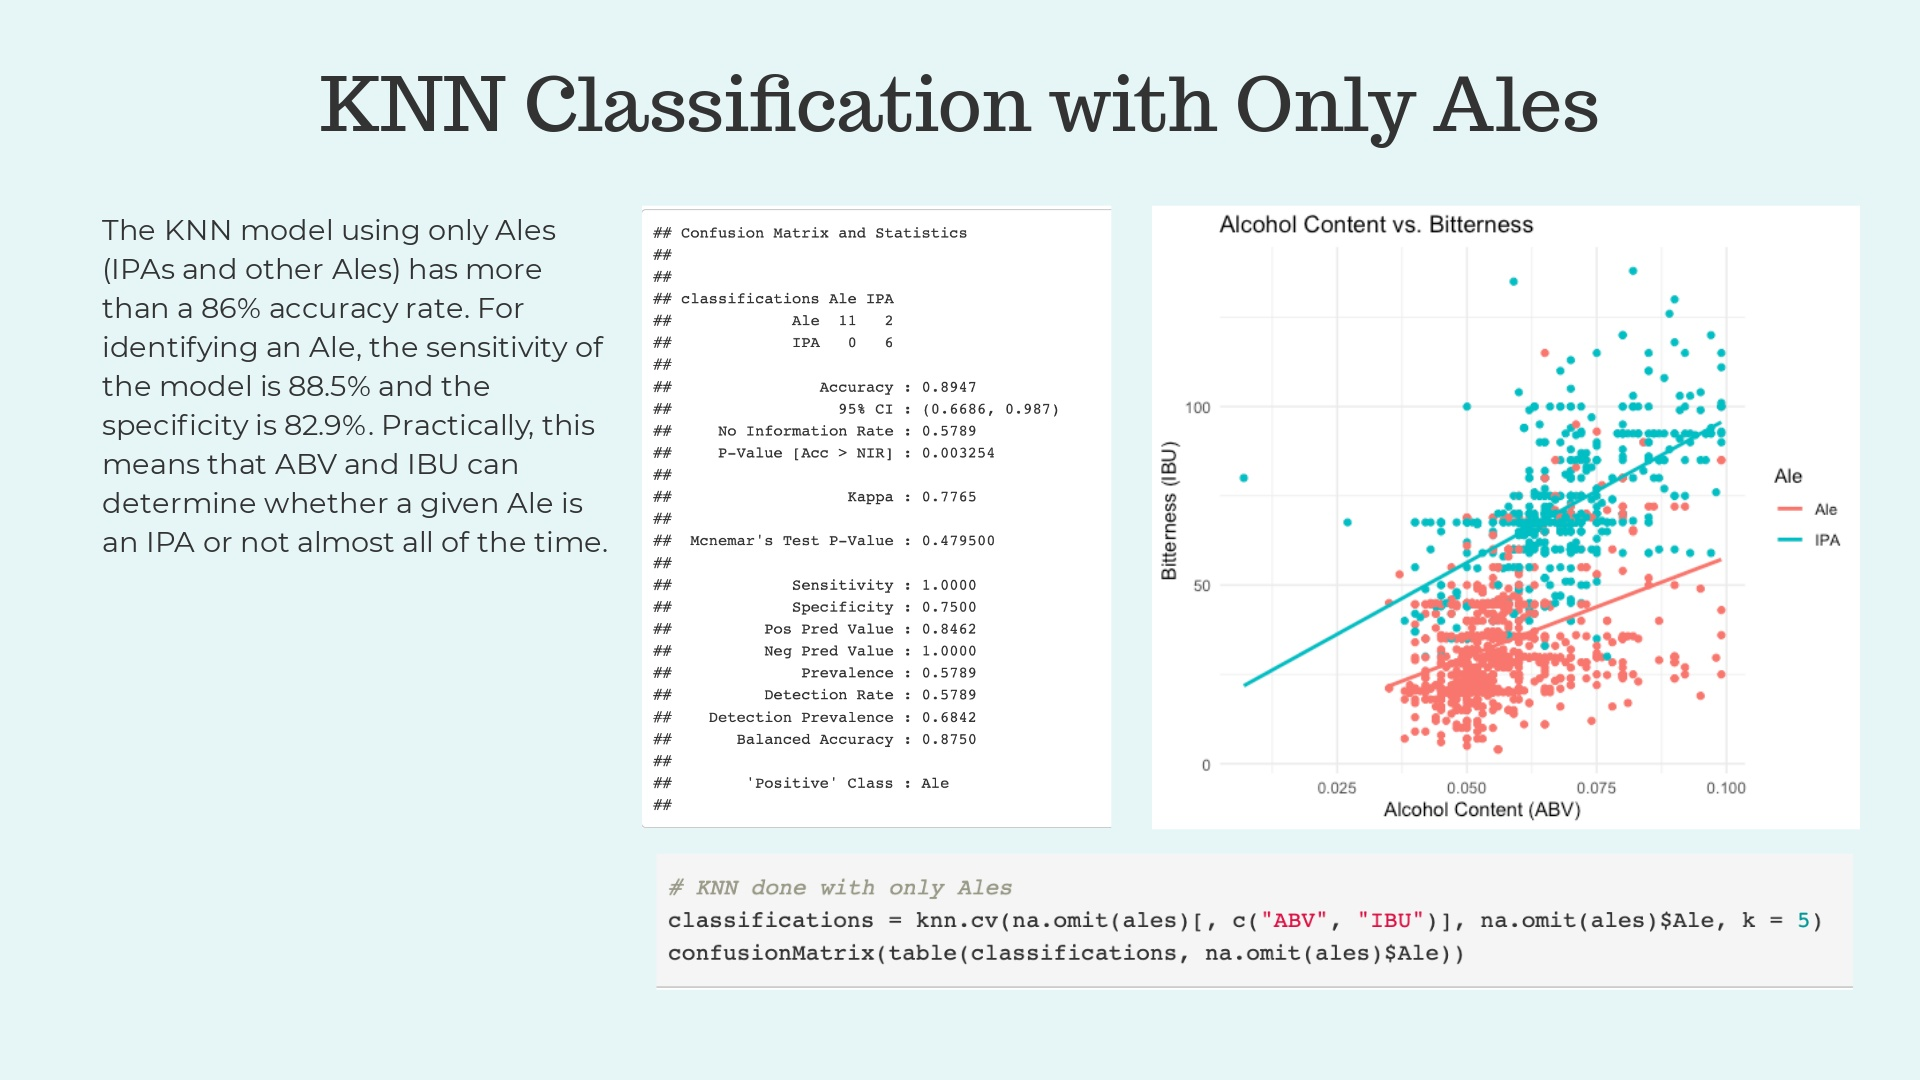 KNN Classification with Only Ales
The KNN model using only Ales
(IPAs and other Ales) has more
than a 86% accuracy rate. For
identifying an Ale, the sensitivity of
the model is 88.5% and the
specificity is 82.9%. Practically, this
means that ABV and IBU can
determine whether a given Ale is
an IPA or not almost all of the time.
## Confusion Matrix and Statistics
##
##
## classifications Ale IPA
##             Ale  11   2
##             IPA   0   6
##
##                Accuracy : 0.8947
##                  95% CI : (0.6686, 0.987)
##     No Information Rate : 0.5789
##     P-Value [Acc > NIR] : 0.003254
##
##                   Kappa : 0.7765
##
##  Mcnemar's Test P-Value : 0.479500
##
##             Sensitivity : 1.0000
##             Specificity : 0.7500
##          Pos Pred Value : 0.8462
##          Neg Pred Value : 1.0000
##              Prevalence : 0.5789
##          Detection Rate : 0.5789
##    Detection Prevalence : 0.6842
##       Balanced Accuracy : 0.8750
##
##        'Positive' Class : Ale
##
Alcohol Content vs. Bitterness
Bitterness (IBU)
100
50
0
0.025 0.050 0.075 0.100
Alcohol Content (ABV)
Ale
Ale
IPA
# KNN done with only Ales
classifications = knn.cv(na.omit(ales)[, c("ABV", "IBU")], na.omit(ales)$Ale, k = 5)
confusionMatrix(table(classifications, na.omit(ales)$Ale))